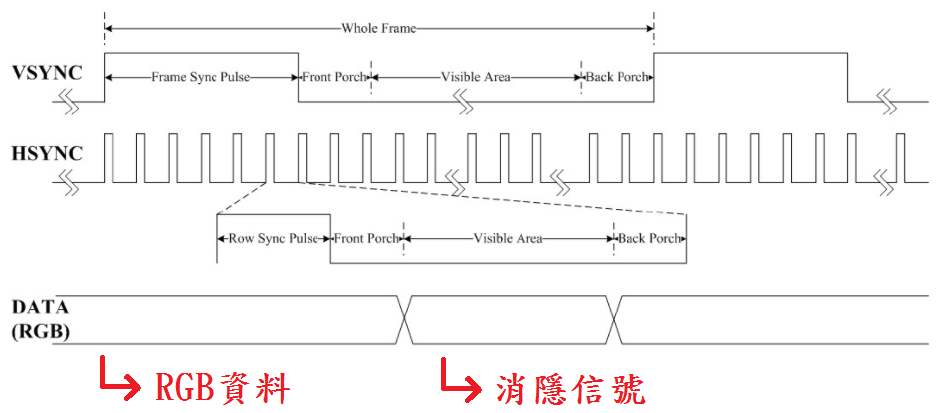 Whole Frame
VSYNC
Frame Sync Pulse Front Porch Visible Area Back Porch
HSYNC
Row Sync Pulse Front Porch Visible Area Back Porch
DATA
(RGB)
RGB資料 消隱信號